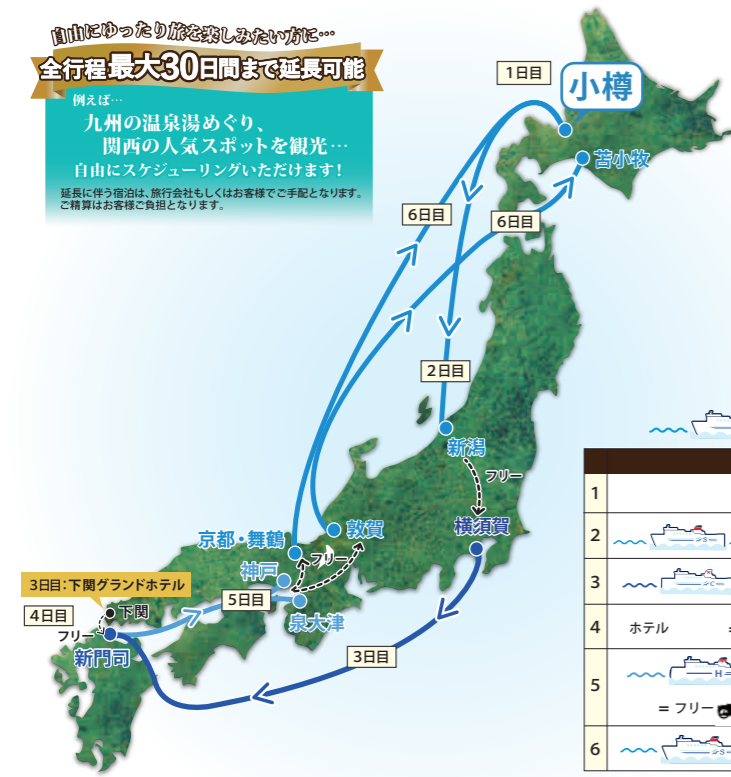 自由にゆったり旅を楽しみたい方に…
全行程最大30日間まで延長可能
例えば…
九州の温泉湯めぐり、
関西の人気スポットを観光…
自由にスケジューリングいただけます！
延長に伴う宿泊は、旅行会社もしくはお客様でご手配となります。
ご精算はお客様ご負担となります。
1日目
小樽
苫小牧
6日目
6日目
2日目
新潟
フリー
横須賀
敦賀
京都・舞鶴
フリー
神戸
3日目：下関グランドホテル
5日目
4日目
下関
泉大津
フリー
新門司
3日目
1
2
S
3
C
4 ホテル =
5
H
= フリー
6
S